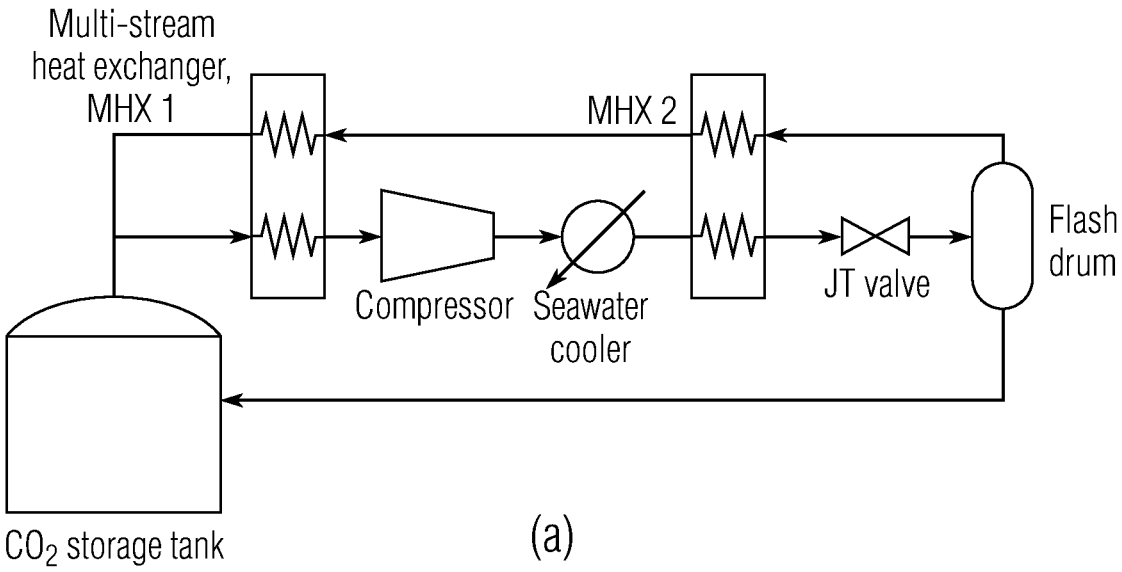 Multi-stream
heat exchanger,
MHX 1
MHX 2
Compressor
Seawater
cooler
JT valve
Flash
drum
CO₂ storage tank
(a)